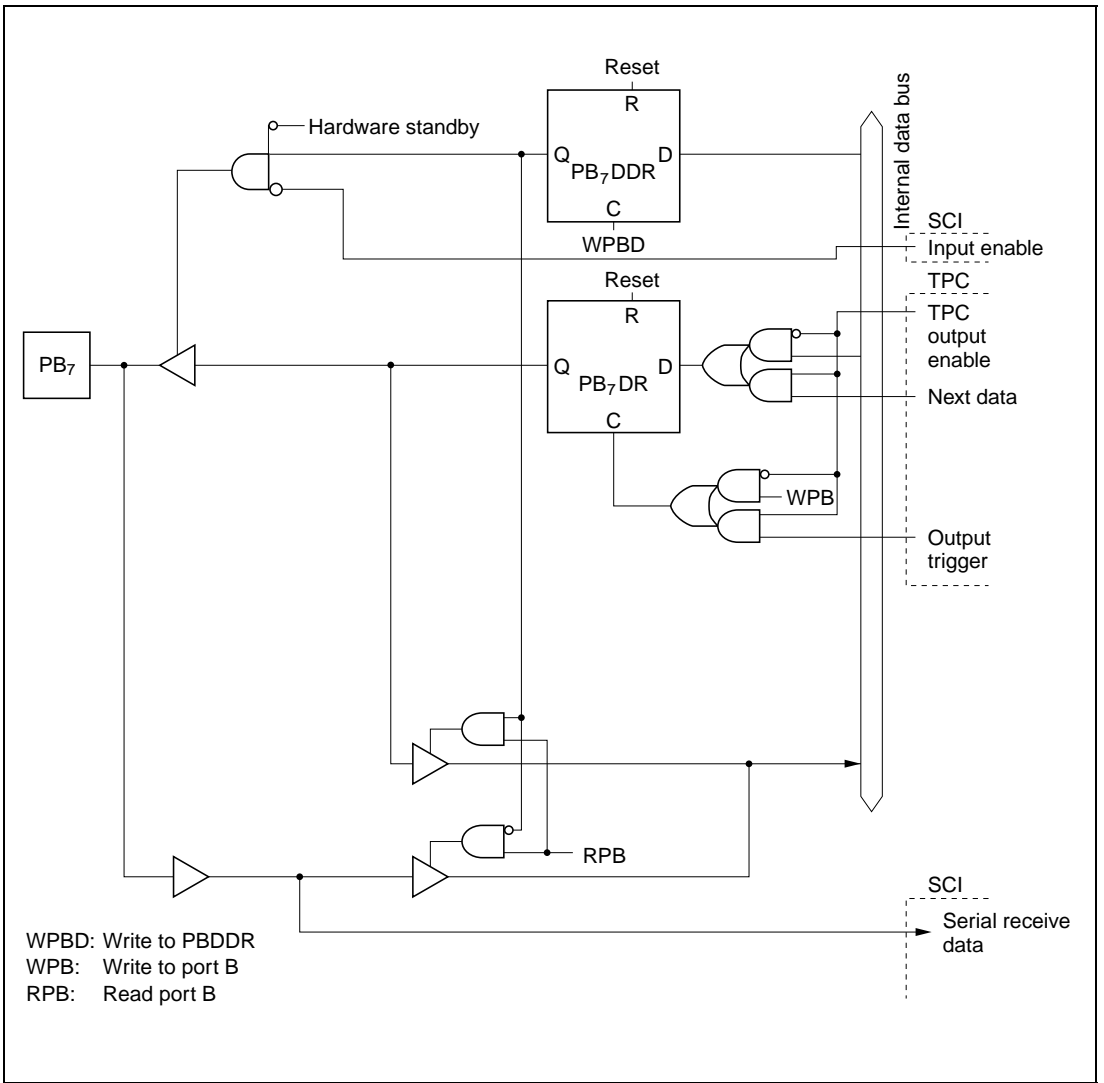 Reset
R
Hardware standby
Internal data bus
Q
D
PB7DDR
C
SCI
WPBD
Input enable
Reset
TPC
R
TPC
output
enable
PB7
Q
D
PB7DR
Next data
C
WPB
Output
trigger
RPB
SCI
Serial receive
data
WPBD: Write to PBDDR
WPB: Write to port B
RPB: Read port B